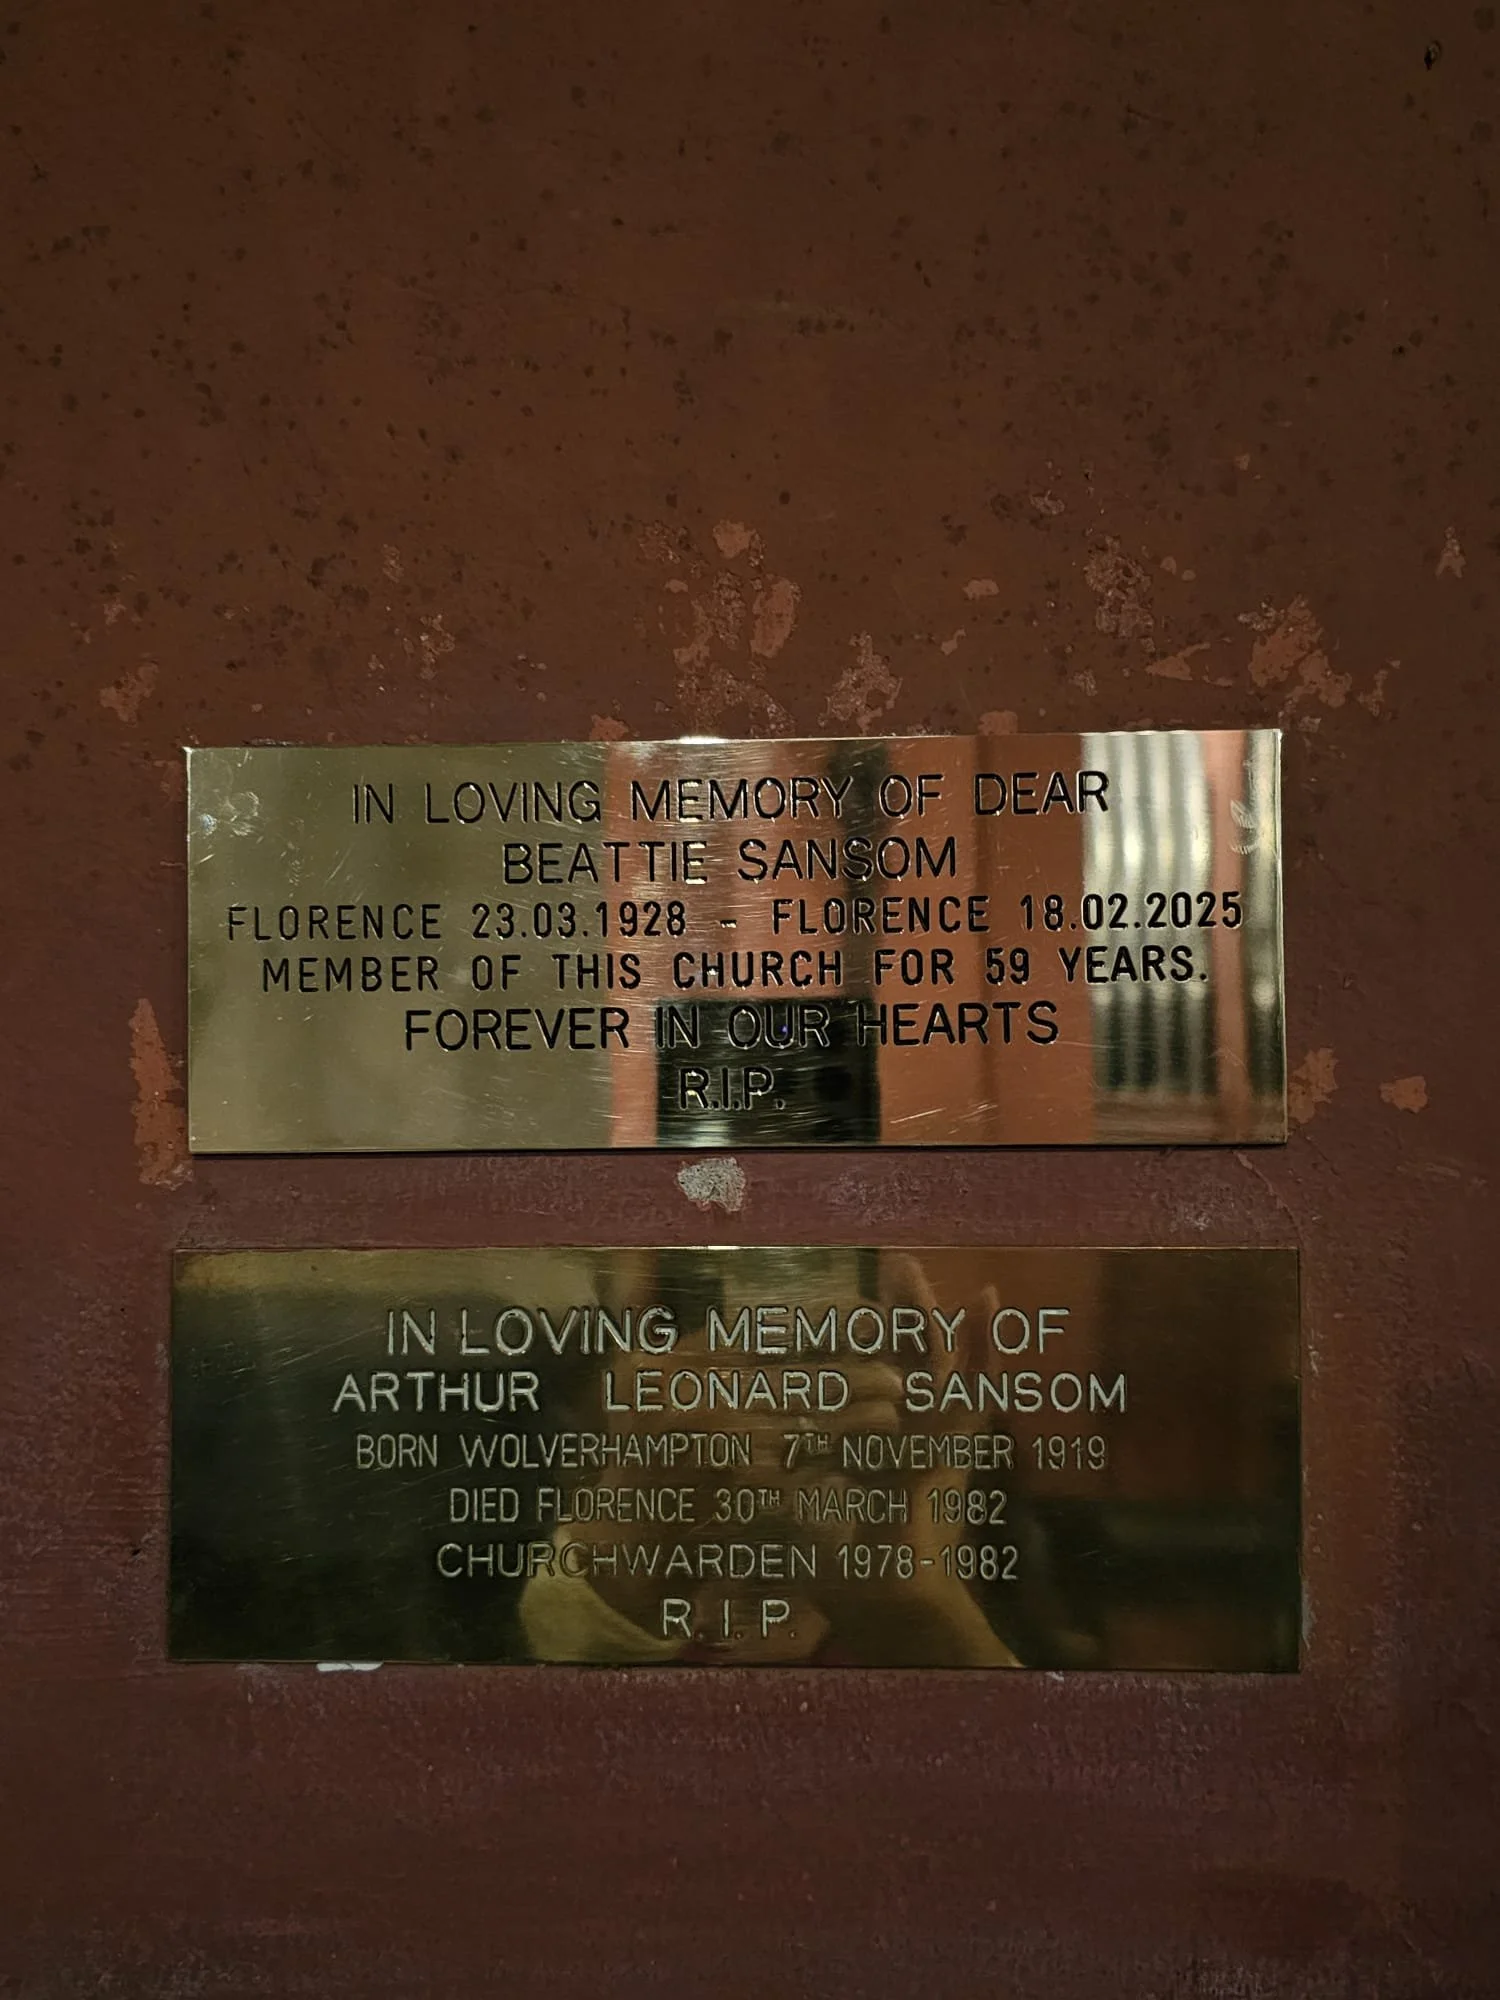 IN LOVING MEMORY OF DEAR
BEATTIE SANSOM
FLORENCE 23.03.1928 - FLORENCE 18.02.2025
MEMBER OF THIS CHURCH FOR 59 YEARS.
FOREVER IN OUR HEARTS
R.I.P.
IN LOVING MEMORY OF
ARTHUR LEONARD SANSOM
BORN WOLVERHAMPTON 7TH NOVEMBER 1919
DIED FLORENCE 30TH MARCH 1982
CHURCHWARDEN 1978-1982
R. I. P.